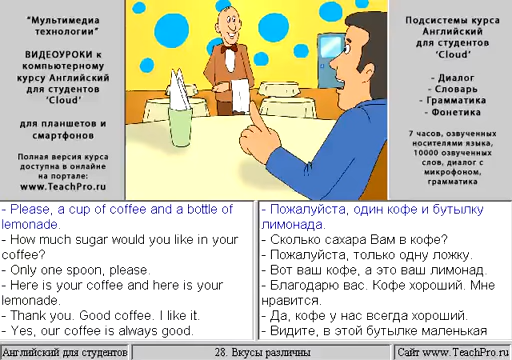 "Мультимедиа
технологии"
ВИДЕОУРОКИ к
компьютерному
курсу Английский
для студентов
'Cloud'
для планшетов и
смартфонов
Полная версия курса
доступна в онлайне
на портале:
www.TeachPro.ru
Подсистемы курса
Английский
для студентов
'Cloud'
- Диалог
- Словарь
- Грамматика
- Фонетика
7 часов, озвученных
носителями языка,
10000 озвученных
слов, диалог с
микрофоном,
грамматика
- Please, a cup of coffee and a bottle of
lemonade.
- How much sugar would you like in your
coffee?
- Only one spoon, please.
- Here is your coffee and here is your
lemonade.
- Thank you. Good coffee. I like it.
- Yes, our coffee is always good.
- Пожалуйста, один кофе и бутылку
лимонада.
- Сколько сахара Вам в кофе?
- Пожалуйста, только одну ложку.
- Вот ваш кофе, а это ваш лимонад.
- Благодарю вас. Кофе хороший. Мне
нравится.
- Да, кофе у нас всегда хороший.
- Видите, в этой бутылке маленькая
Английский для студентов
28. Вкусы различны
Сайт www.TeachPro.ru